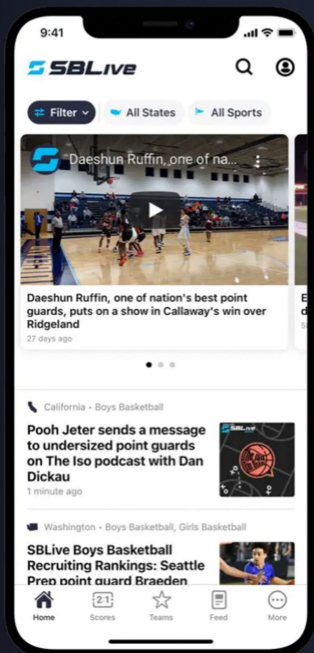 9:41
SBLIVE
Filter
All States
All Sports
Daeshun Ruffin, one of na...
Daeshun Ruffin, one of nation's best point
guards, puts on a show in Callaway's win over
Ridgeland
27 days ago
E
d
California • Boys Basketball
Pooh Jeter sends a message
to undersized point guards
on The Iso podcast with Dan
Dickau
1 minute ago
SBLIVE
Washington • Boys Basketball, Girls Basketball
SBLive Boys Basketball
Recruiting Rankings: Seattle
Prep point guard Braeden
2:1
Home
Scores
Teams
Feed
More